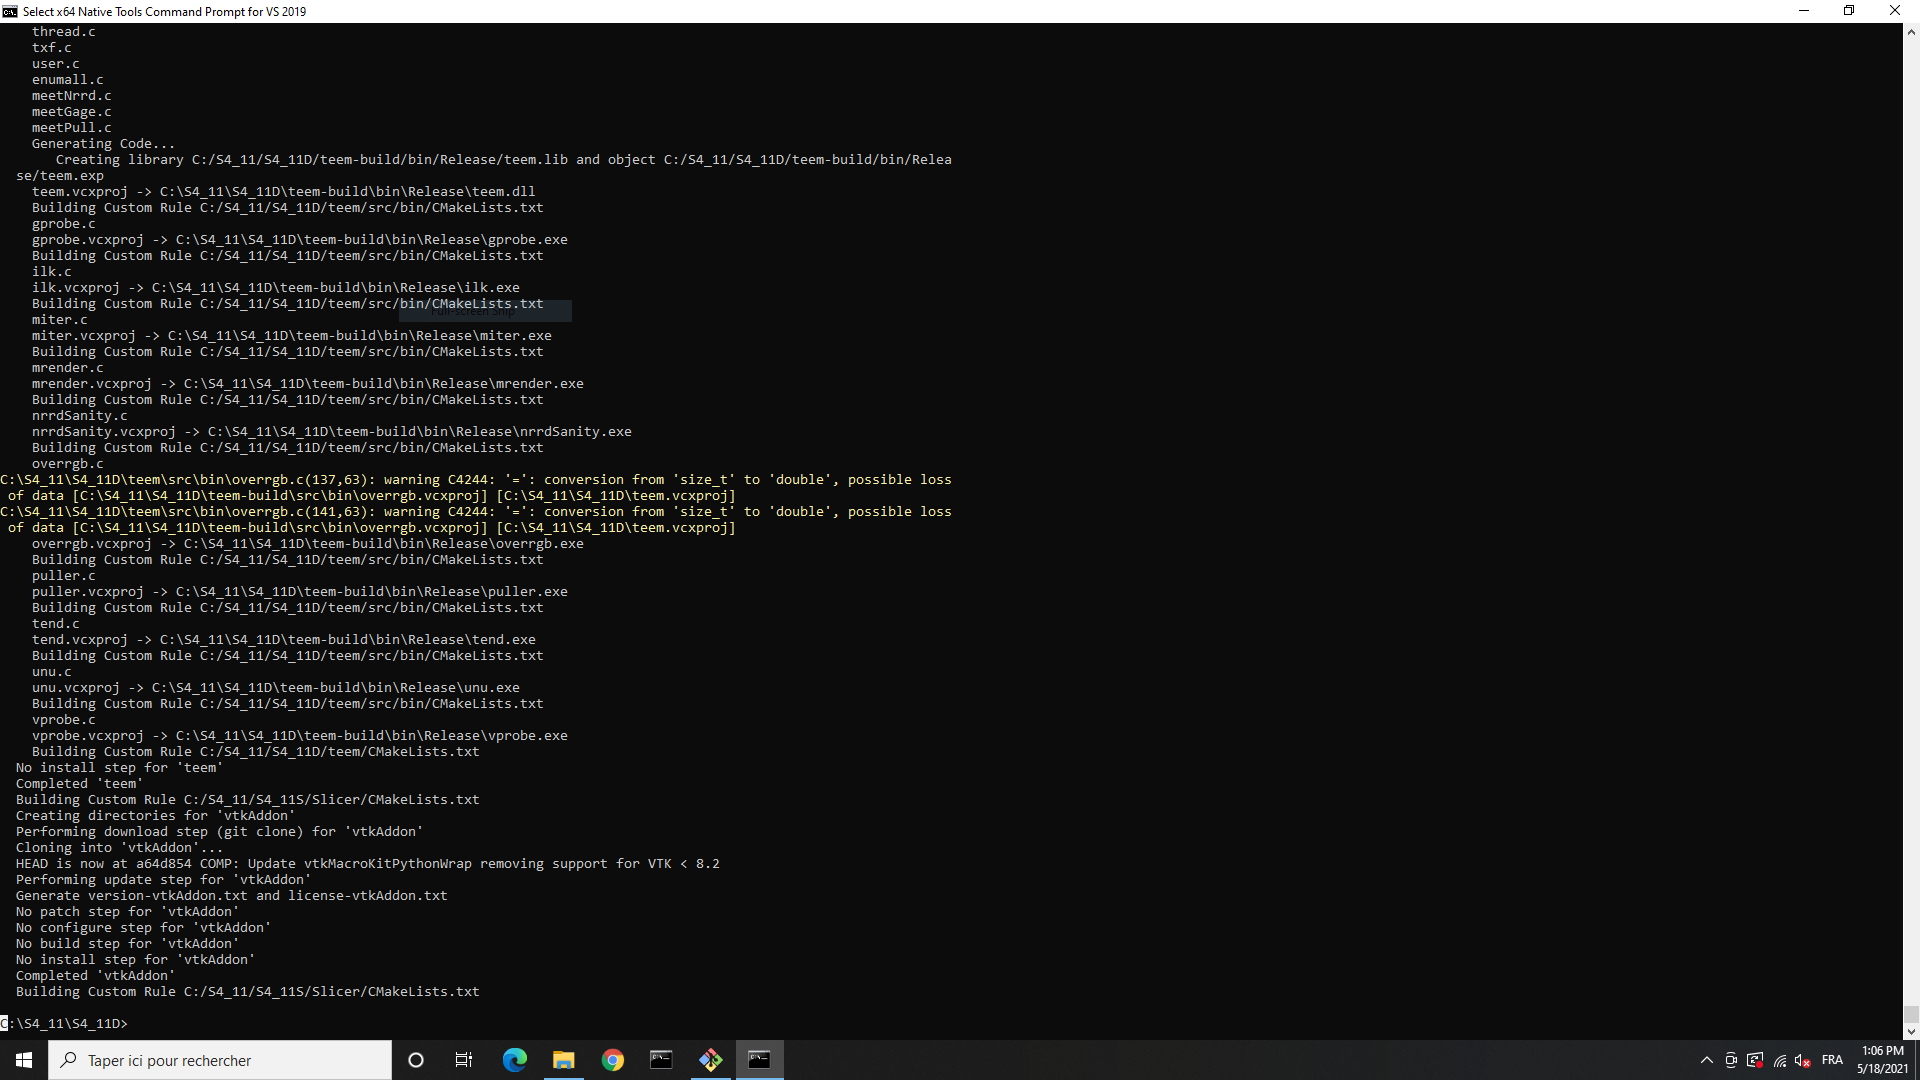 Select x64 Native Tools Command Prompt for VS 2019
thread.c
txf.c
user.c
enumall.c
meetNrrd.c
meetGage.c
meetPull.c
Generating Code...
Creating library C:/S4_11/S4_11D/teem-build/bin/Release/teem.lib and object C:/S4_11/S4_11D/teem-build/bin/Relea
se/teem.exp
teem.vcxproj -> C:\S4_11\S4_11D\teem-build\bin\Release\teem.dll
Building Custom Rule C:/S4_11/S4_11D/teem/src/bin/CMakeLists.txt
gprobe.c
gprobe.vcxproj -> C:\S4_11\S4_11D\teem-build\bin\Release\gprobe.exe
Building Custom Rule C:/S4_11/S4_11D/teem/src/bin/CMakeLists.txt
ilk.c
ilk.vcxproj -> C:\S4_11\S4_11D\teem-build\bin\Release\ilk.exe
Building Custom Rule C:/S4_11/S4_11D/teem/src/bin/CMakeLists.txt
Full-screen Snip
miter.c
miter.vcxproj -> C:\S4_11\S4_11D\teem-build\bin\Release\miter.exe
Building Custom Rule C:/S4_11/S4_11D/teem/src/bin/CMakeLists.txt
mrender.c
mrender.vcxproj -> C:\S4_11\S4_11D\teem-build\bin\Release\mrender.exe
Building Custom Rule C:/S4_11/S4_11D/teem/src/bin/CMakeLists.txt
nrrdSanity.c
nrrdSanity.vcxproj -> C:\S4_11\S4_11D\teem-build\bin\Release\nrrdSanity.exe
Building Custom Rule C:/S4_11/S4_11D/teem/src/bin/CMakeLists.txt
overrgb.c
C:\S4_11\S4_11D\teem\src\bin\overrgb.c(137,63): warning C4244: '=': conversion from 'size_t' to 'double', possible loss
of data [C:\S4_11\S4_11D\teem-build\src\bin\overrgb.vcxproj] [C:\S4_11\S4_11D\teem.vcxproj]
C:\S4_11\S4_11D\teem\src\bin\overrgb.c(141,63): warning C4244: '=': conversion from 'size_t' to 'double', possible loss
of data [C:\S4_11\S4_11D\teem-build\src\bin\overrgb.vcxproj] [C:\S4_11\S4_11D\teem.vcxproj]
overrgb.vcxproj -> C:\S4_11\S4_11D\teem-build\bin\Release\overrgb.exe
Building Custom Rule C:/S4_11/S4_11D/teem/src/bin/CMakeLists.txt
puller.c
puller.vcxproj -> C:\S4_11\S4_11D\teem-build\bin\Release\puller.exe
Building Custom Rule C:/S4_11/S4_11D/teem/src/bin/CMakeLists.txt
tend.c
tend.vcxproj -> C:\S4_11\S4_11D\teem-build\bin\Release\tend.exe
Building Custom Rule C:/S4_11/S4_11D/teem/src/bin/CMakeLists.txt
unu.c
unu.vcxproj -> C:\S4_11\S4_11D\teem-build\bin\Release\unu.exe
Building Custom Rule C:/S4_11/S4_11D/teem/src/bin/CMakeLists.txt
vprobe.c
vprobe.vcxproj -> C:\S4_11\S4_11D\teem-build\bin\Release\vprobe.exe
Building Custom Rule C:/S4_11/S4_11D/teem/CMakeLists.txt
No install step for 'teem'
Completed 'teem'
Building Custom Rule C:/S4_11/S4_11S/Slicer/CMakeLists.txt
Creating directories for 'vtkAddon'
Performing download step (git clone) for 'vtkAddon'
Cloning into 'vtkAddon'...
HEAD is now at a64d854 COMP: Update vtkMacroKitPythonWrap removing support for VTK < 8.2
Performing update step for 'vtkAddon'
Generate version-vtkAddon.txt and license-vtkAddon.txt
No patch step for 'vtkAddon'
No configure step for 'vtkAddon'
No build step for 'vtkAddon'
No install step for 'vtkAddon'
Completed 'vtkAddon'
Building Custom Rule C:/S4_11/S4_11S/Slicer/CMakeLists.txt
C:\S4_11\S4_11D>
Taper ici pour rechercher
FRA
1:06 PM
5/18/2021